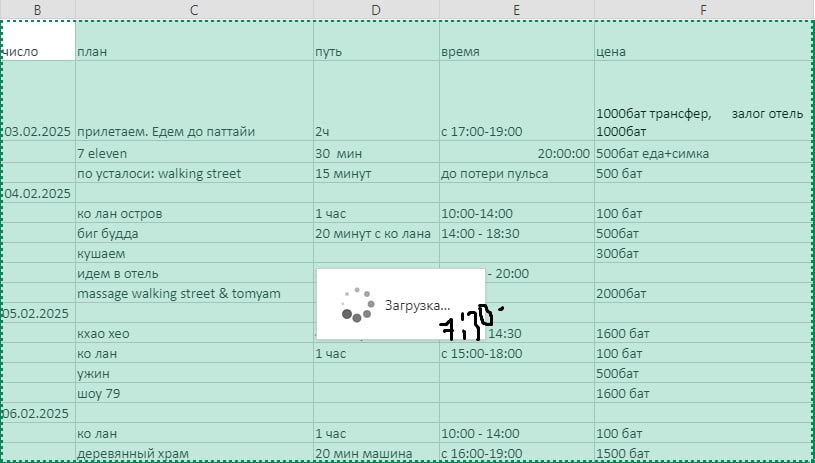 B C D E F
число план путь время цена
1000бат трансфер, залог отель
03.02.2025 прилетаем. Едем до паттайи 2ч с 17:00-19:00 1000бат
7 eleven 30 мин 20:00:00 500бат еда+симка
по усталоси: walking street 15 минут до потери пульса 500 бат
04.02.2025
ко лан остров 1 час 10:00-14:00 100 бат
биг будда 20 минут с ко лана 14:00 - 18:30 500бат
кушаем 300бат
идем в отель - 20:00
massage walking street & tomyam 2000бат
Загрузка...
05.02.2025
кхао хео 7:30- 14:30 1600 бат
ко лан 1 час с 15:00-18:00 100 бат
ужин 500бат
шоу 79 1600 бат
06.02.2025
ко лан 1 час 10:00 - 14:00 100 бат
деревянный храм 20 мин машина с 16:00-19:00 1500 бат